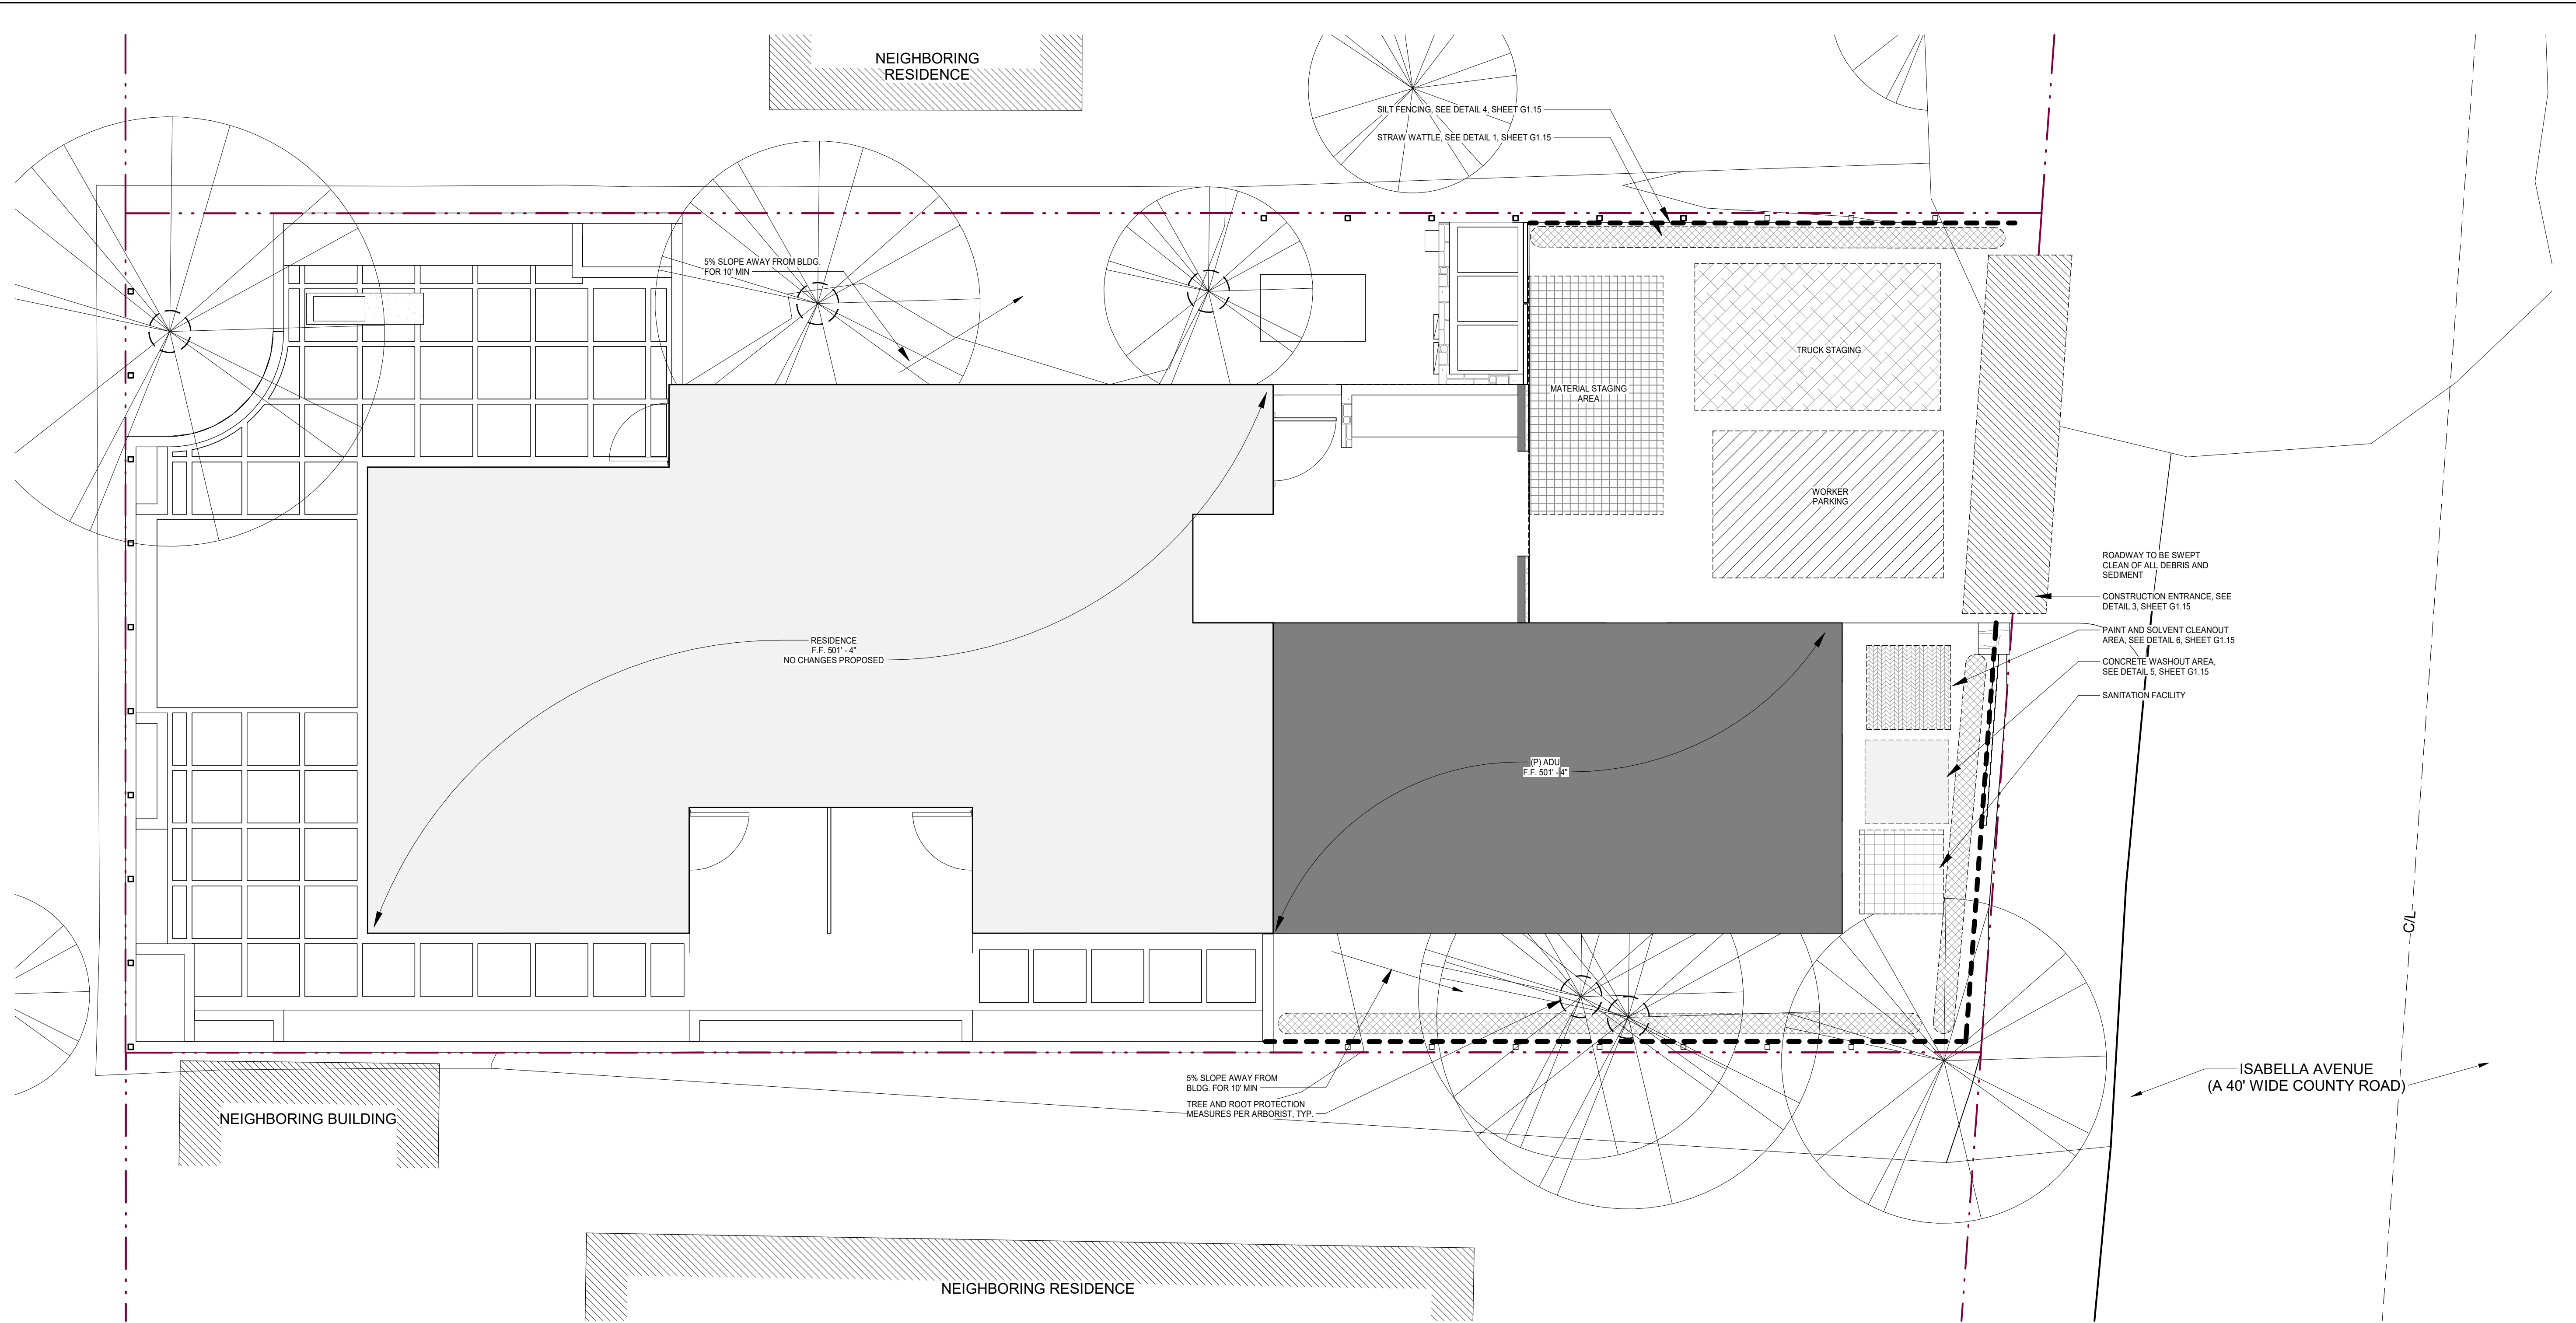 NEIGHBORING
RESIDENCE
SILT FENCING, SEE DETAIL 4, SHEET G1.15
STRAW WATTLE, SEE DETAIL 1, SHEET G1.15
5% SLOPE AWAY FROM BLDG.
FOR 10' MIN
TRUCK STAGING
MATERIAL STAGING
AREA
WORKER
PARKING
ROADWAY TO BE SWEPT
CLEAN OF ALL DEBRIS AND
SEDIMENT
CONSTRUCTION ENTRANCE, SEE
DETAIL 3, SHEET G1.15
PAINT AND SOLVENT CLEANOUT
AREA, SEE DETAIL 6, SHEET G1.15
CONCRETE WASHOUT AREA,
SEE DETAIL 5, SHEET G1.15
SANITATION FACILITY
RESIDENCE
F.F. 501' - 4"
NO CHANGES PROPOSED
(P) ADU
F.F. 501' - 4"
C/L
5% SLOPE AWAY FROM
BLDG. FOR 10' MIN
TREE AND ROOT PROTECTION
MEASURES PER ARBORIST, TYP.
ISABELLA AVENUE
(A 40' WIDE COUNTY ROAD)
NEIGHBORING BUILDING
NEIGHBORING RESIDENCE